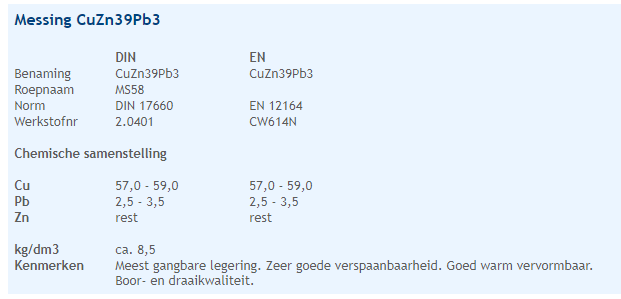 Messing CuZn39Pb3
DIN EN
Benaming CuZn39Pb3 CuZn39Pb3
Roepnaam MS58
Norm DIN 17660 EN 12164
Werkstofnr 2.0401 CW614N
Chemische samenstelling
Cu 57,0 - 59,0 57,0 - 59,0
Pb 2,5 - 3,5 2,5 - 3,5
Zn rest rest
kg/dm3 ca. 8,5
Kenmerken Meest gangbare legering. Zeer goede verspaanbaarheid. Goed warm vervormbaar.
Boor- en draaikwaliteit.